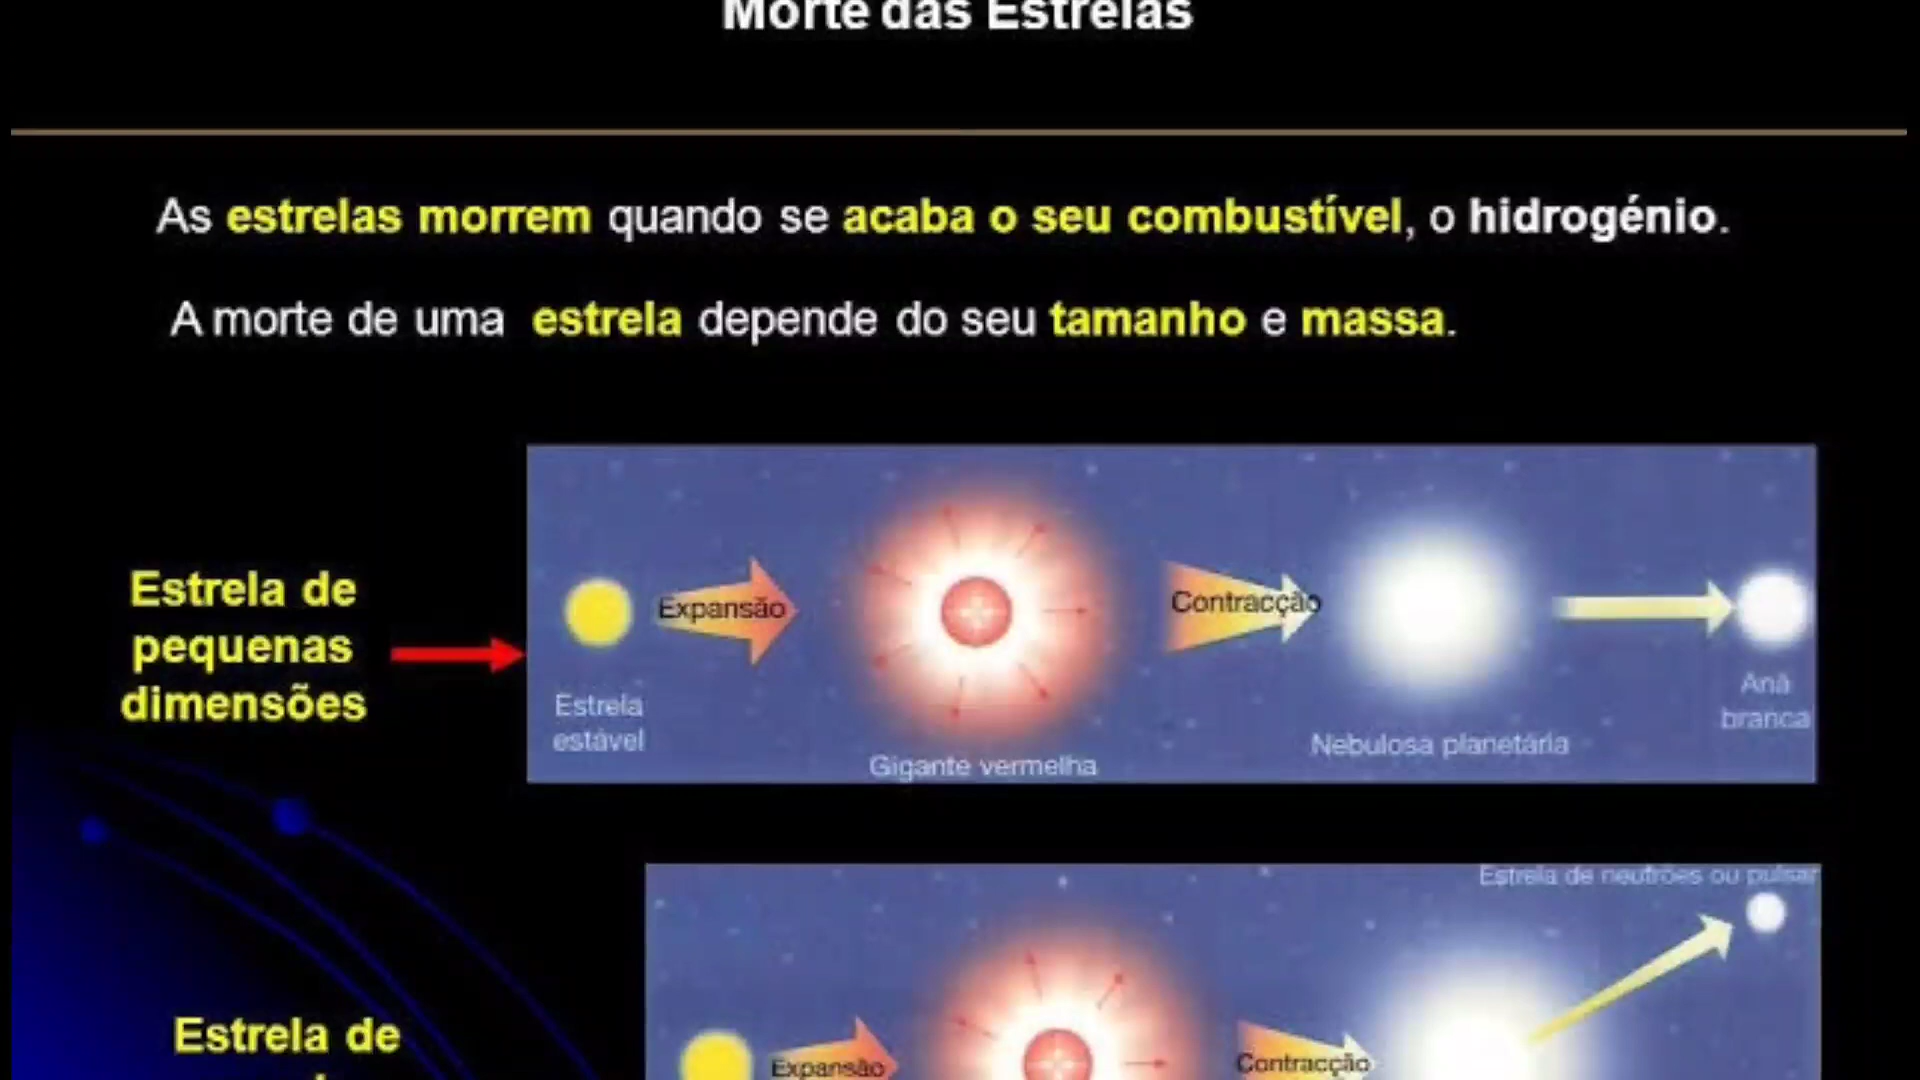 Morte das Estrelas
As estrelas morrem quando se acaba o seu combustível, o hidrogénio.
A morte de uma estrela depende do seu tamanho e massa.
Estrela de
pequenas
dimensões
Expansão
Contracção
Estrela
estável
Gigante vermelha
Nebulosa planetária
Anã
branca
Estrela de neutrões ou pulsar
Estrela de
Expansão
Contracção